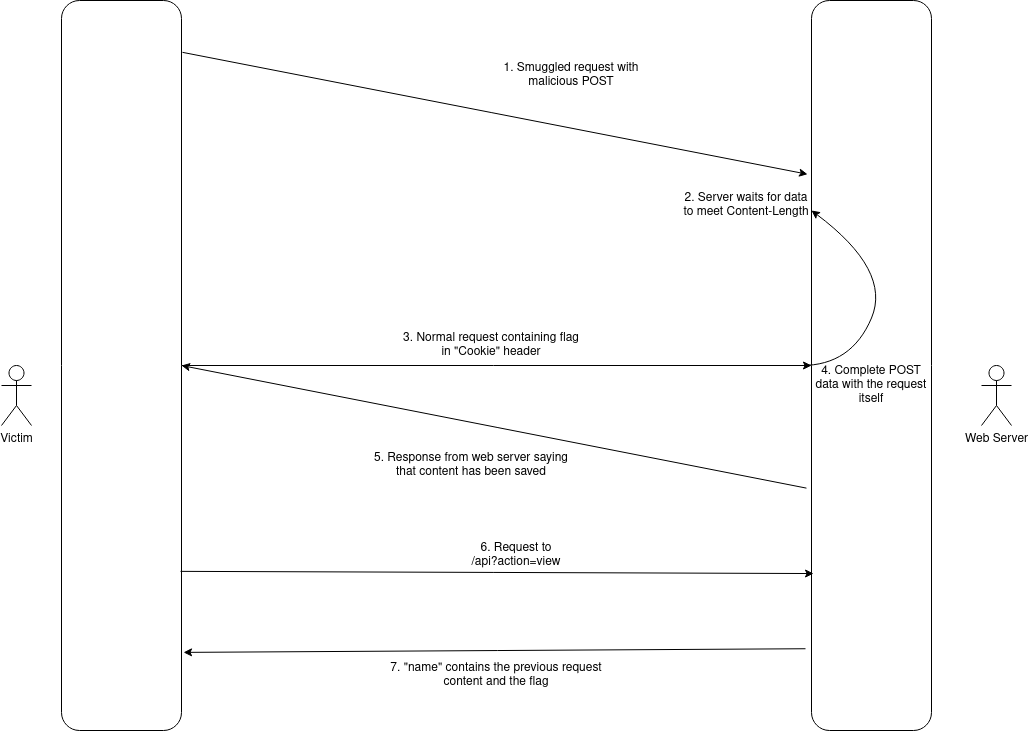 1. Smuggled request with
malicious POST
2. Server waits for data
to meet Content-Length
3. Normal request containing flag
in "Cookie" header
4. Complete POST
data with the request
itself
Victim
Web Server
5. Response from web server saying
that content has been saved
6. Request to
/api?action=view
7. "name" contains the previous request
content and the flag